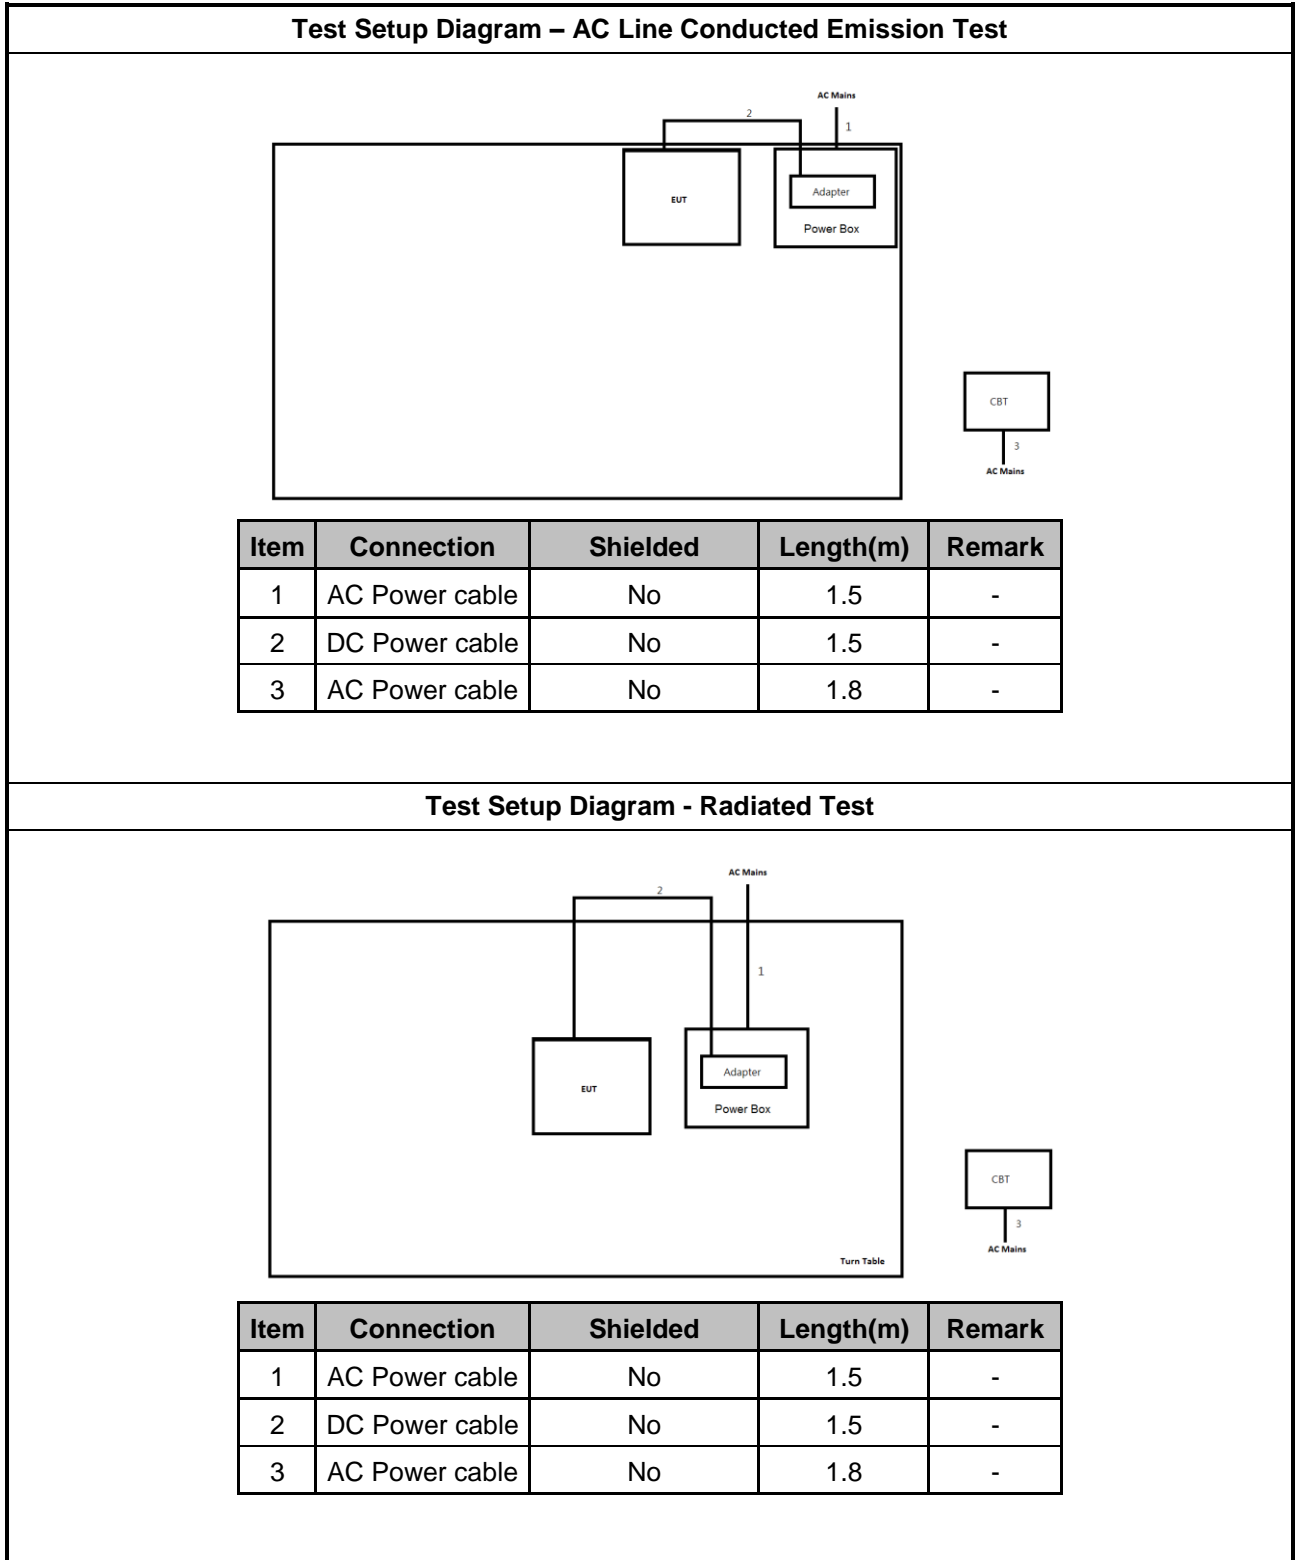 Test Setup Diagram – AC Line Conducted Emission Test
AC Mains
2
1
EUT
Adapter
Power Box
CBT
3
AC Mains
Item Connection Shielded Length(m) Remark
1 AC Power cable No 1.5 -
2 DC Power cable No 1.5 -
3 AC Power cable No 1.8 -
Test Setup Diagram - Radiated Test
AC Mains
2
1
EUT
Adapter
Power Box
CBT
3
AC Mains
Turn Table
Item Connection Shielded Length(m) Remark
1 AC Power cable No 1.5 -
2 DC Power cable No 1.5 -
3 AC Power cable No 1.8 -